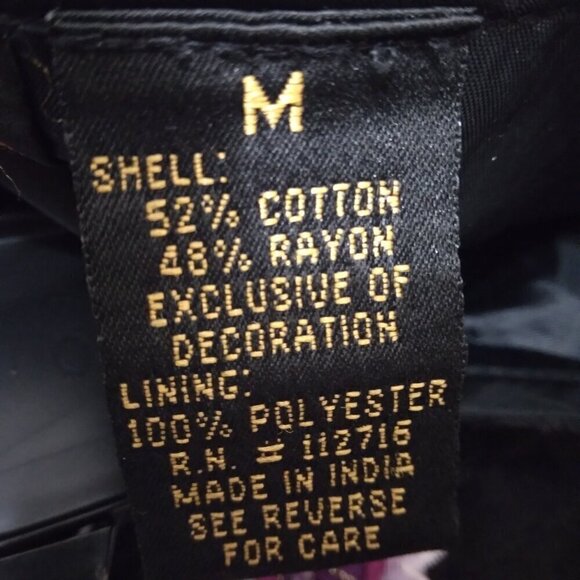 M
SHELL:
52% COTTON
48% RAYON
EXCLUSIVE OF
DECORATION
LINING:
100% POLYESTER
R.N. # 112716
MADE IN INDIA
SEE REVERSE
FOR CARE